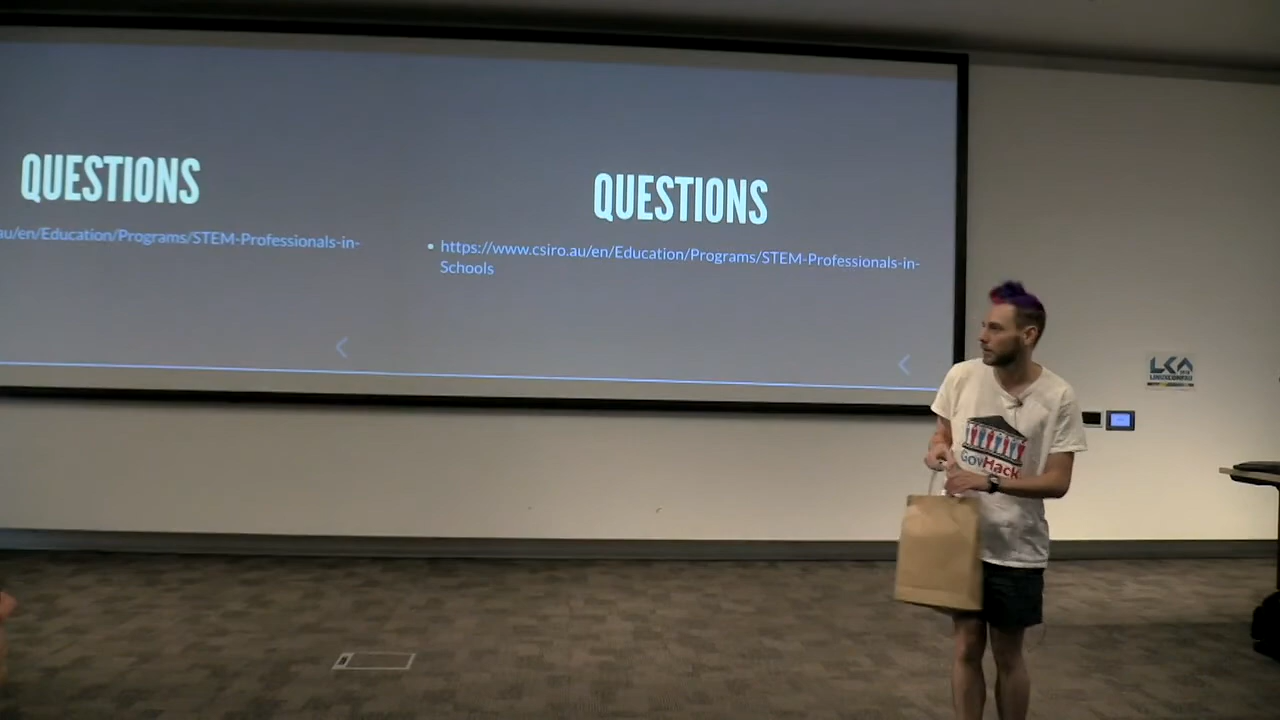 QUESTIONS
au/en/Education/Programs/STEM-Professionals-in-
QUESTIONS
• https://www.csiro.au/en/Education/Programs/STEM-Professionals-in-
Schools
LKA
GovHack